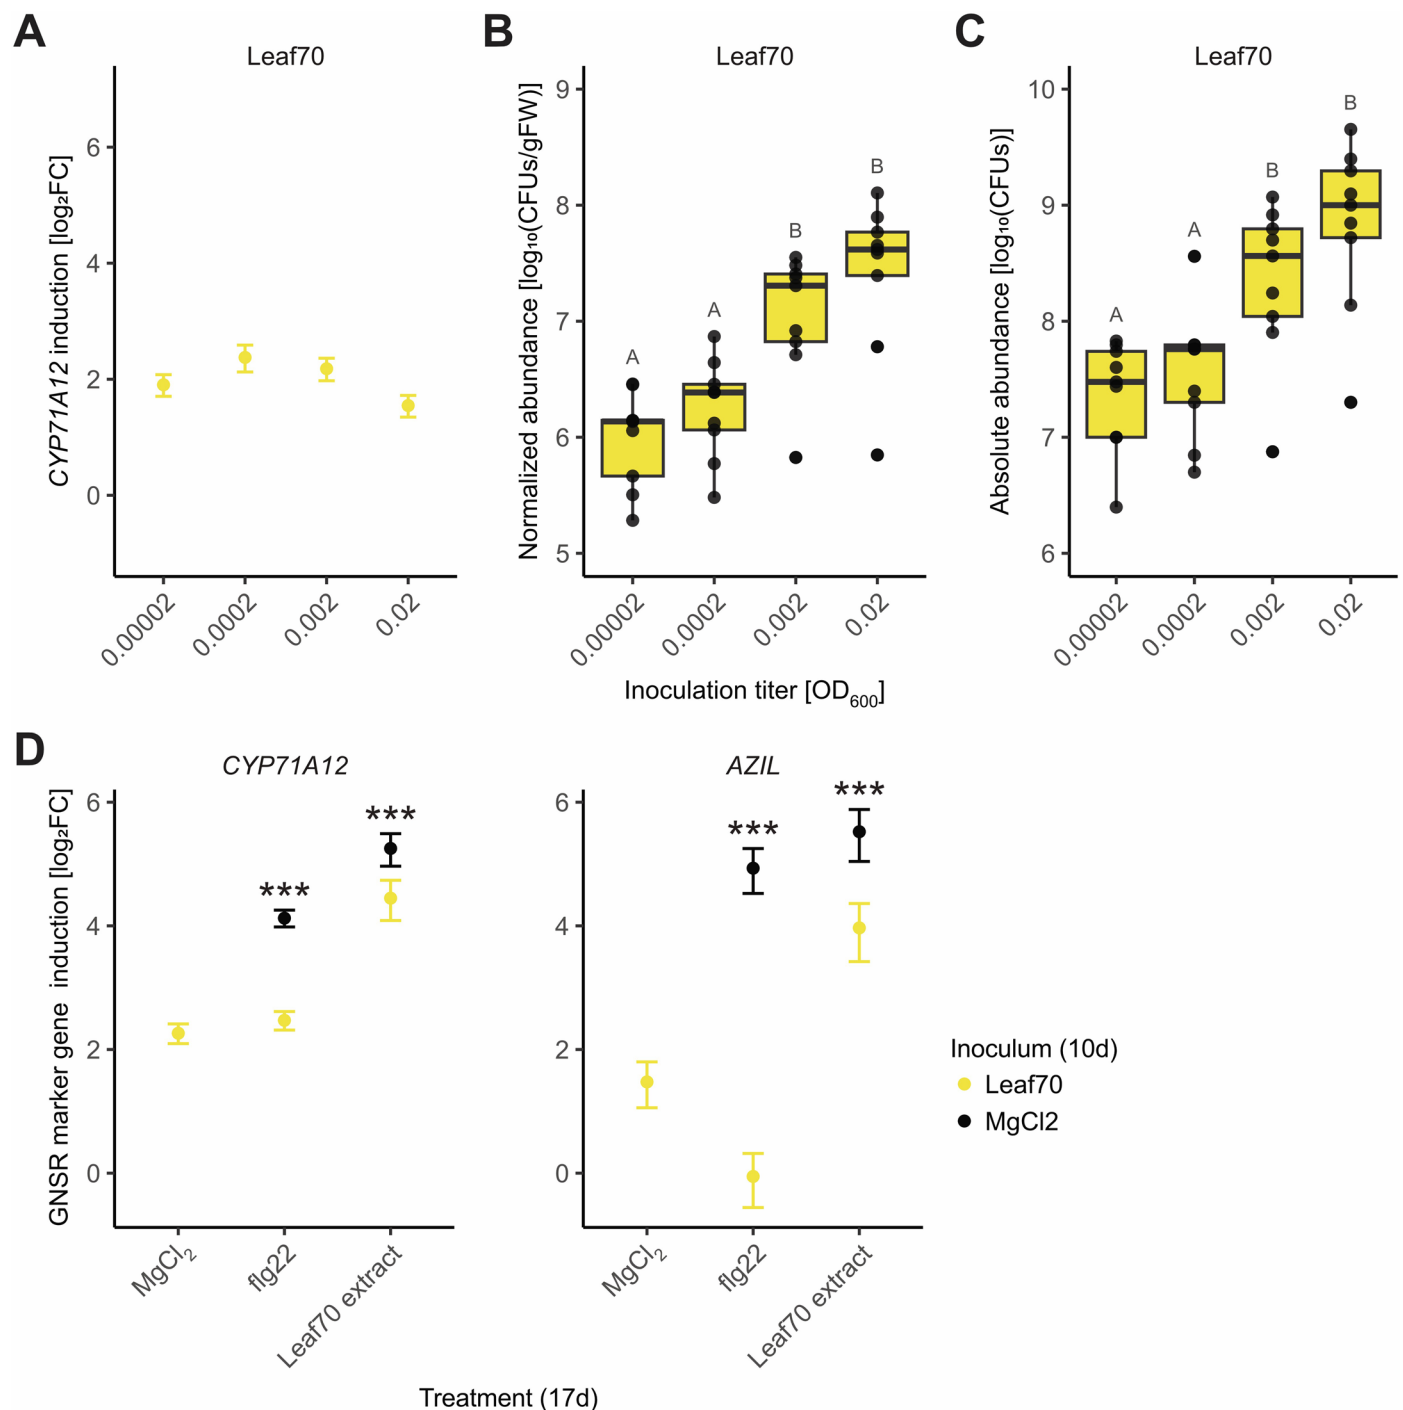 A
Leaf70
CYP71A12 induction [log₂FC]
6
4
2
0
0.00002
0.0002
0.002
0.02
B
Leaf70
Normalized abundance [log₁₀(CFUs/gFW)]
9
8
7
6
5
A
A
B
B
0.00002
0.0002
0.002
0.02
C
Leaf70
Absolute abundance [log₁₀(CFUs)]
10
9
8
7
6
A
A
B
B
0.00002
0.0002
0.002
0.02
Inoculation titer [OD₆₀₀]
D
CYP71A12
GNSR marker gene induction [log₂FC]
6
4
2
0
***
***
MgCl₂
flg22
Leaf70 extract
AZIL
6
4
2
0
***
***
MgCl₂
flg22
Leaf70 extract
Treatment (17d)
Inoculum (10d)
Leaf70
MgCl2